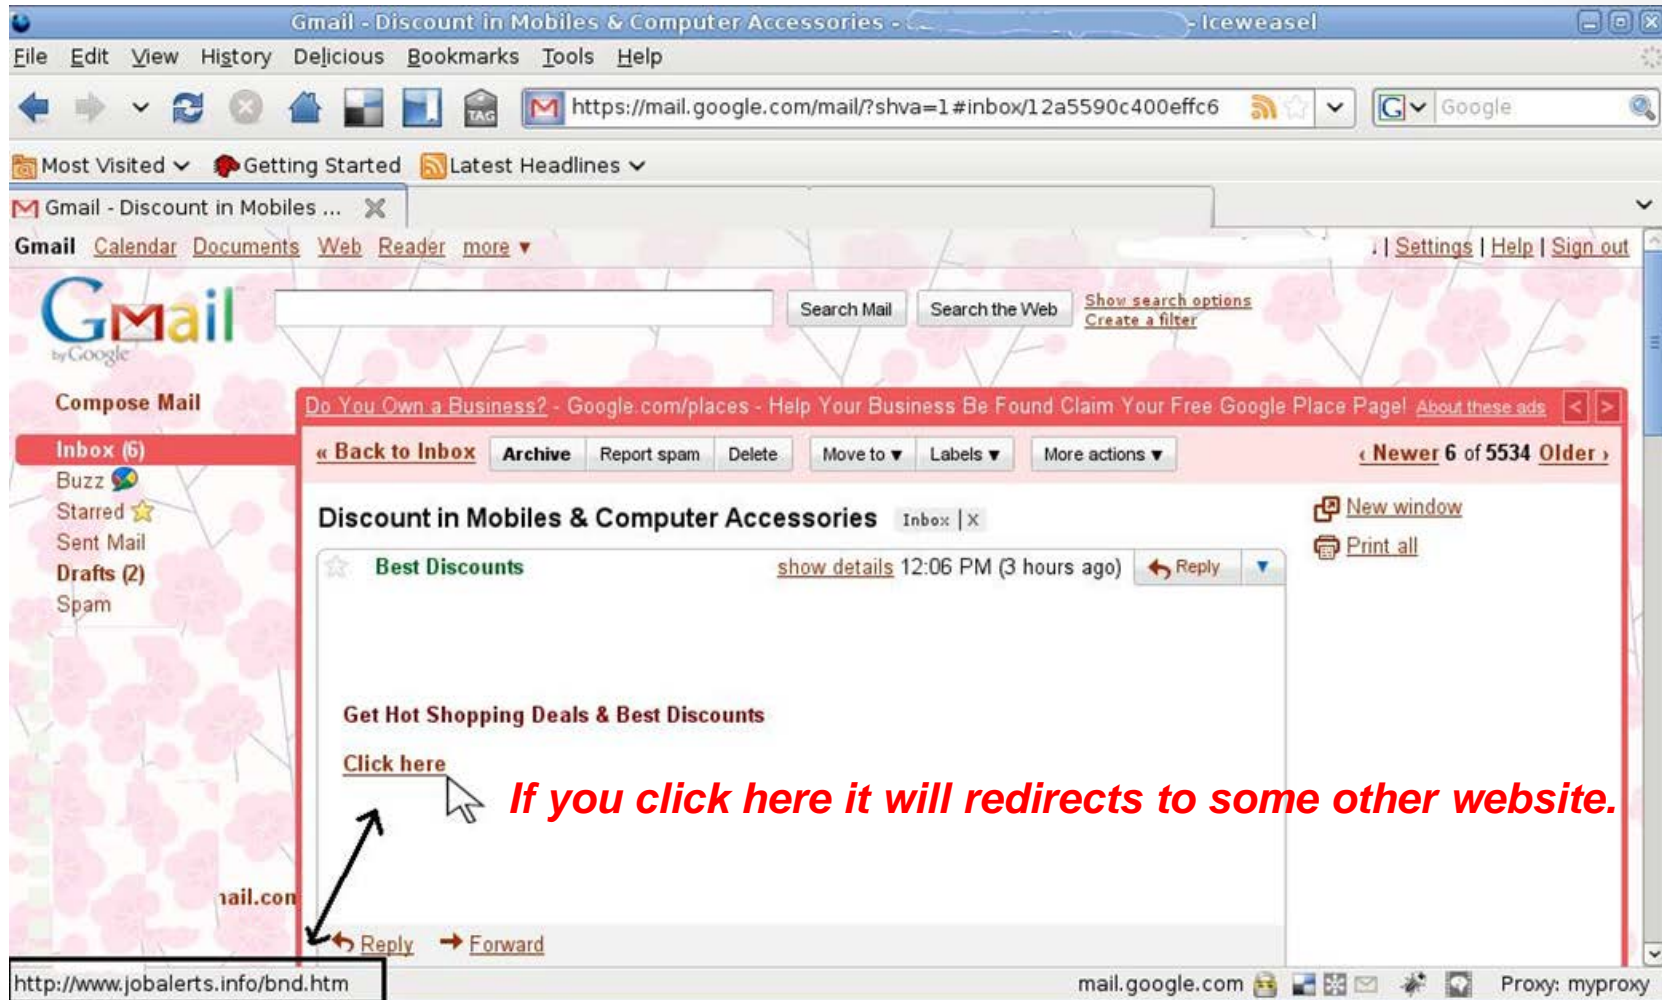 Gmail - Discount in Mobiles & Computer Accessories - - Iceweasel
File Edit View History Delicious Bookmarks Tools Help
TAG https://mail.google.com/mail/?shva=1#inbox/12a5590c400effc6 G Google
Most Visited Getting Started Latest Headlines
Gmail - Discount in Mobiles ...
Gmail Calendar Documents Web Reader more ▼ | Settings | Help | Sign out
Gmail Search Mail Search the Web Show search options
by Google Create a filter
Compose Mail
Do You Own a Business? - Google.com/places - Help Your Business Be Found Claim Your Free Google Place Page! About these ads < >
Inbox (6)
« Back to Inbox Archive Report spam Delete Move to ▼ Labels ▼ More actions ▼ ‹ Newer 6 of 5534 Older ›
Buzz
Starred
Sent Mail
Drafts (2)
Spam
Discount in Mobiles & Computer Accessories Inbox | X
New window
Print all
Best Discounts show details 12:06 PM (3 hours ago) Reply ▼
Get Hot Shopping Deals & Best Discounts
Click here
If you click here it will redirects to some other website.
nail.con
Reply Forward
http://www.jobalerts.info/bnd.htm mail.google.com Proxy: myproxy